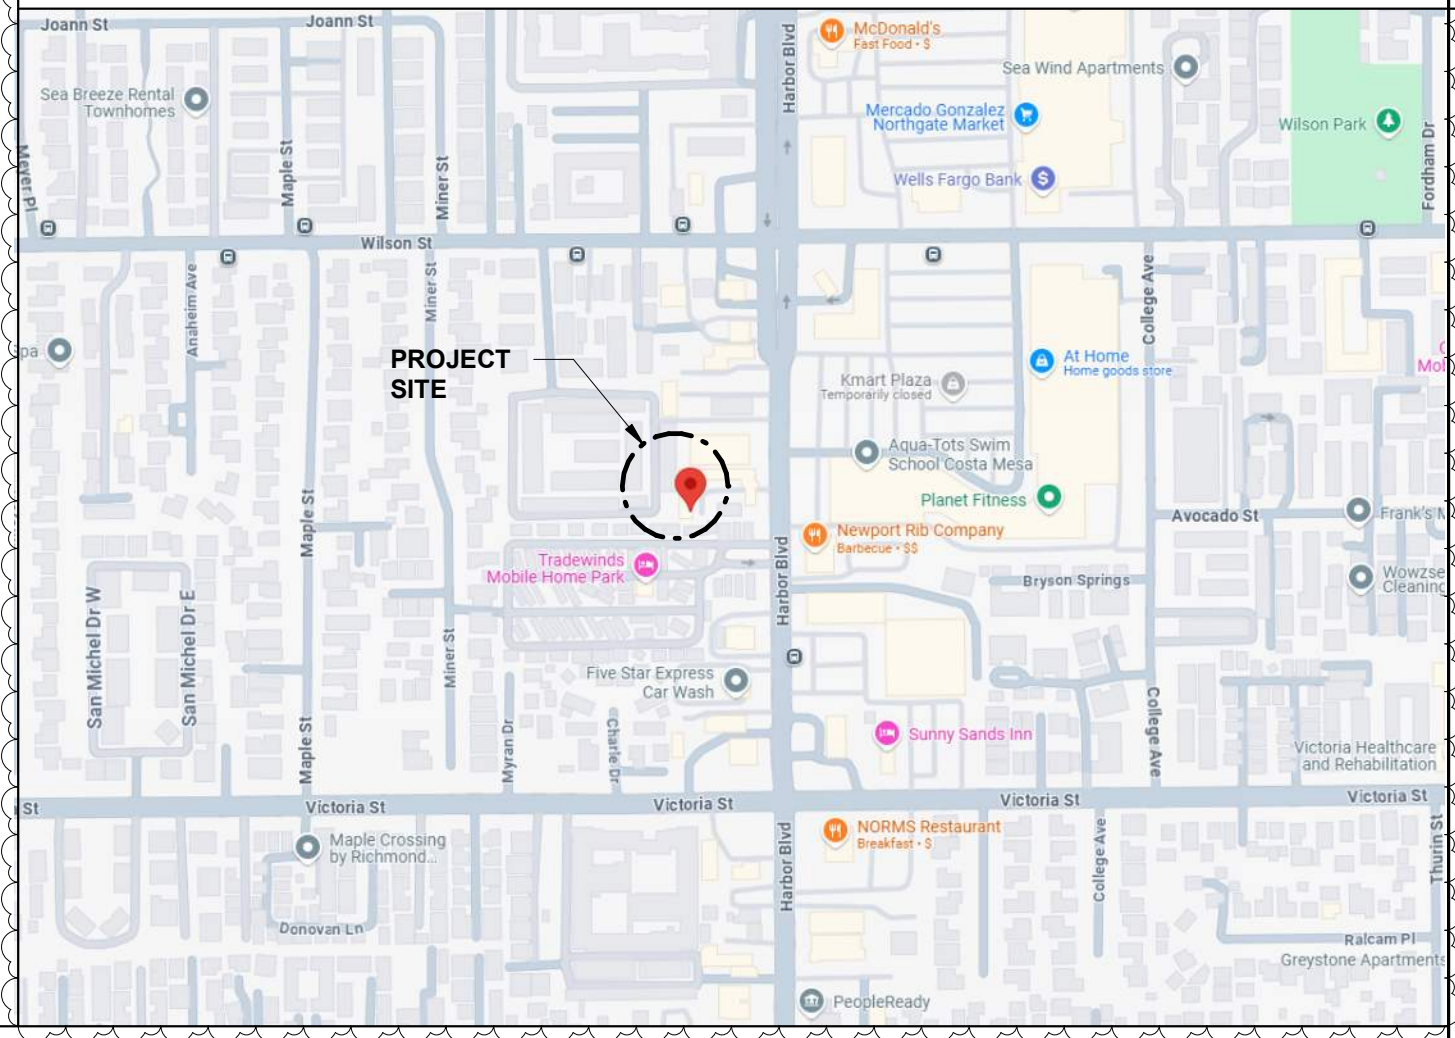 Joann St
Joann St
Harbor Blvd
McDonald's
Fast Food • $
Sea Wind Apartments
Sea Breeze Rental
Townhomes
Mercado Gonzalez
Northgate Market
Wilson Park
Meyer Pl
Maple St
Miner St
Wells Fargo Bank
Fordham Dr
Wilson St
Anaheim Ave
Miner St
College Ave
spa
PROJECT
SITE
At Home
Home goods store
Kmart Plaza
Temporarily closed
Mol
Aqua-Tots Swim
School Costa Mesa
Planet Fitness
Maple St
Avocado St
Frank's M
Newport Rib Company
Barbecue • $$
Tradewinds
Mobile Home Park
Harbor Blvd
Bryson Springs
Wowzse
Cleaning
San Michel Dr W
San Michel Dr E
Miner St
Five Star Express
Car Wash
Maple St
Myran Dr
Charle Dr
Sunny Sands Inn
College Ave
Victoria Healthcare
and Rehabilitation
St
Victoria St
Victoria St
Victoria St
Victoria St
Maple Crossing
by Richmond...
Harbor Blvd
NORMS Restaurant
Breakfast • $
College Ave
Thurin St
Donovan Ln
Ralcam Pl
Greystone Apartments
PeopleReady